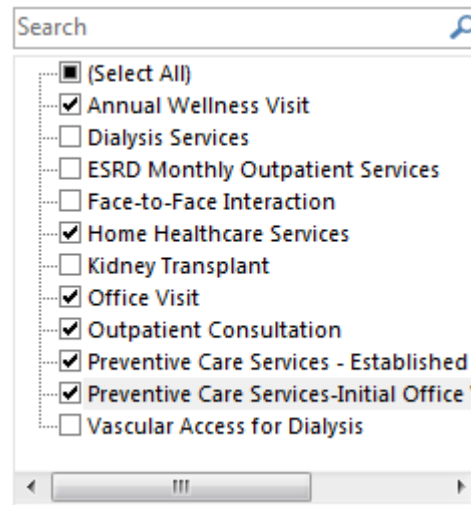 Search
(Select All)
Annual Wellness Visit
Dialysis Services
ESRD Monthly Outpatient Services
Face-to-Face Interaction
Home Healthcare Services
Kidney Transplant
Office Visit
Outpatient Consultation
Preventive Care Services - Established
Preventive Care Services-Initial Office
Vascular Access for Dialysis